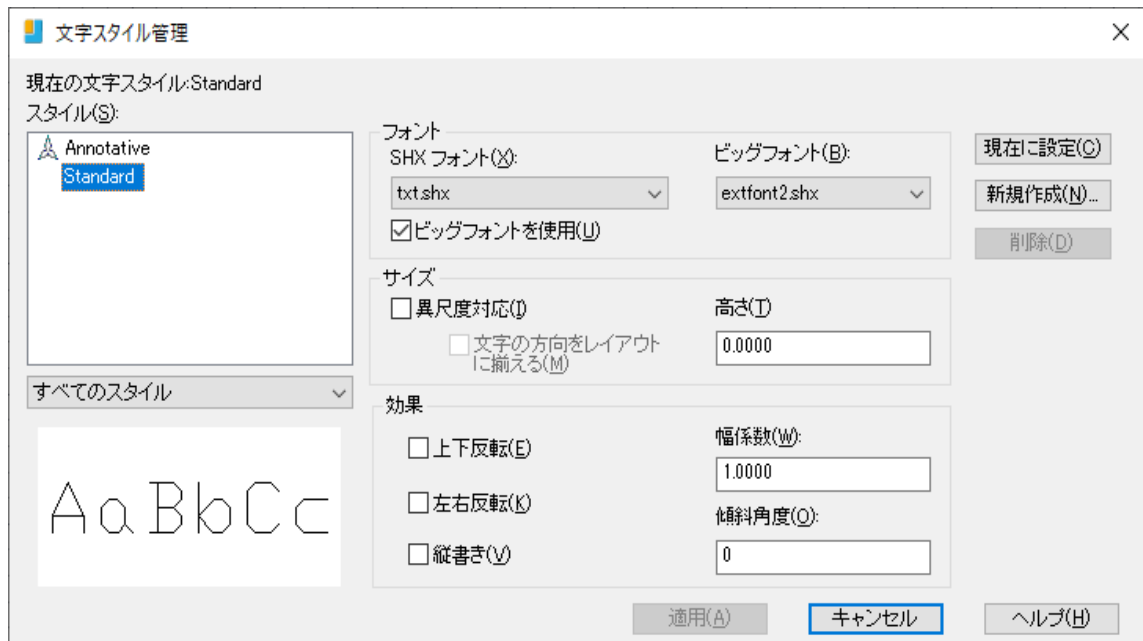 文字スタイル管理
現在の文字スタイル:Standard
スタイル(S):
Annotative
Standard
すべてのスタイル
AaBbCc
フォント
SHX フォント(X):
ビッグフォント(B):
txt.shx
extfont2.shx
ビッグフォントを使用(U)
サイズ
異尺度対応(I)
高さ(T)
文字の方向をレイアウト
に揃える(M)
0.0000
効果
上下反転(E)
幅係数(W):
1.0000
左右反転(K)
傾斜角度(O):
縦書き(V)
0
現在に設定(C)
新規作成(N)...
削除(D)
適用(A)
キャンセル
ヘルプ(H)